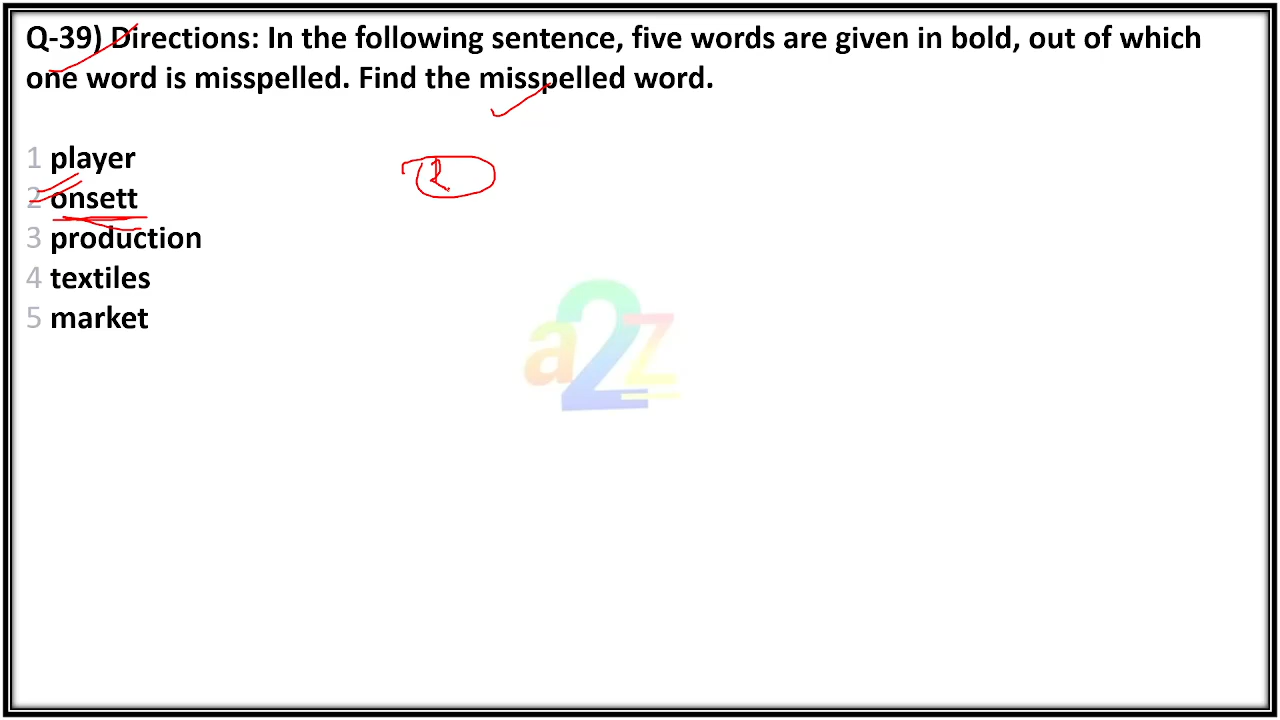 Q-39) Directions: In the following sentence, five words are given in bold, out of which
one word is misspelled. Find the misspelled word.
1 player
2 onsett
3 production
4 textiles
5 market
a2z